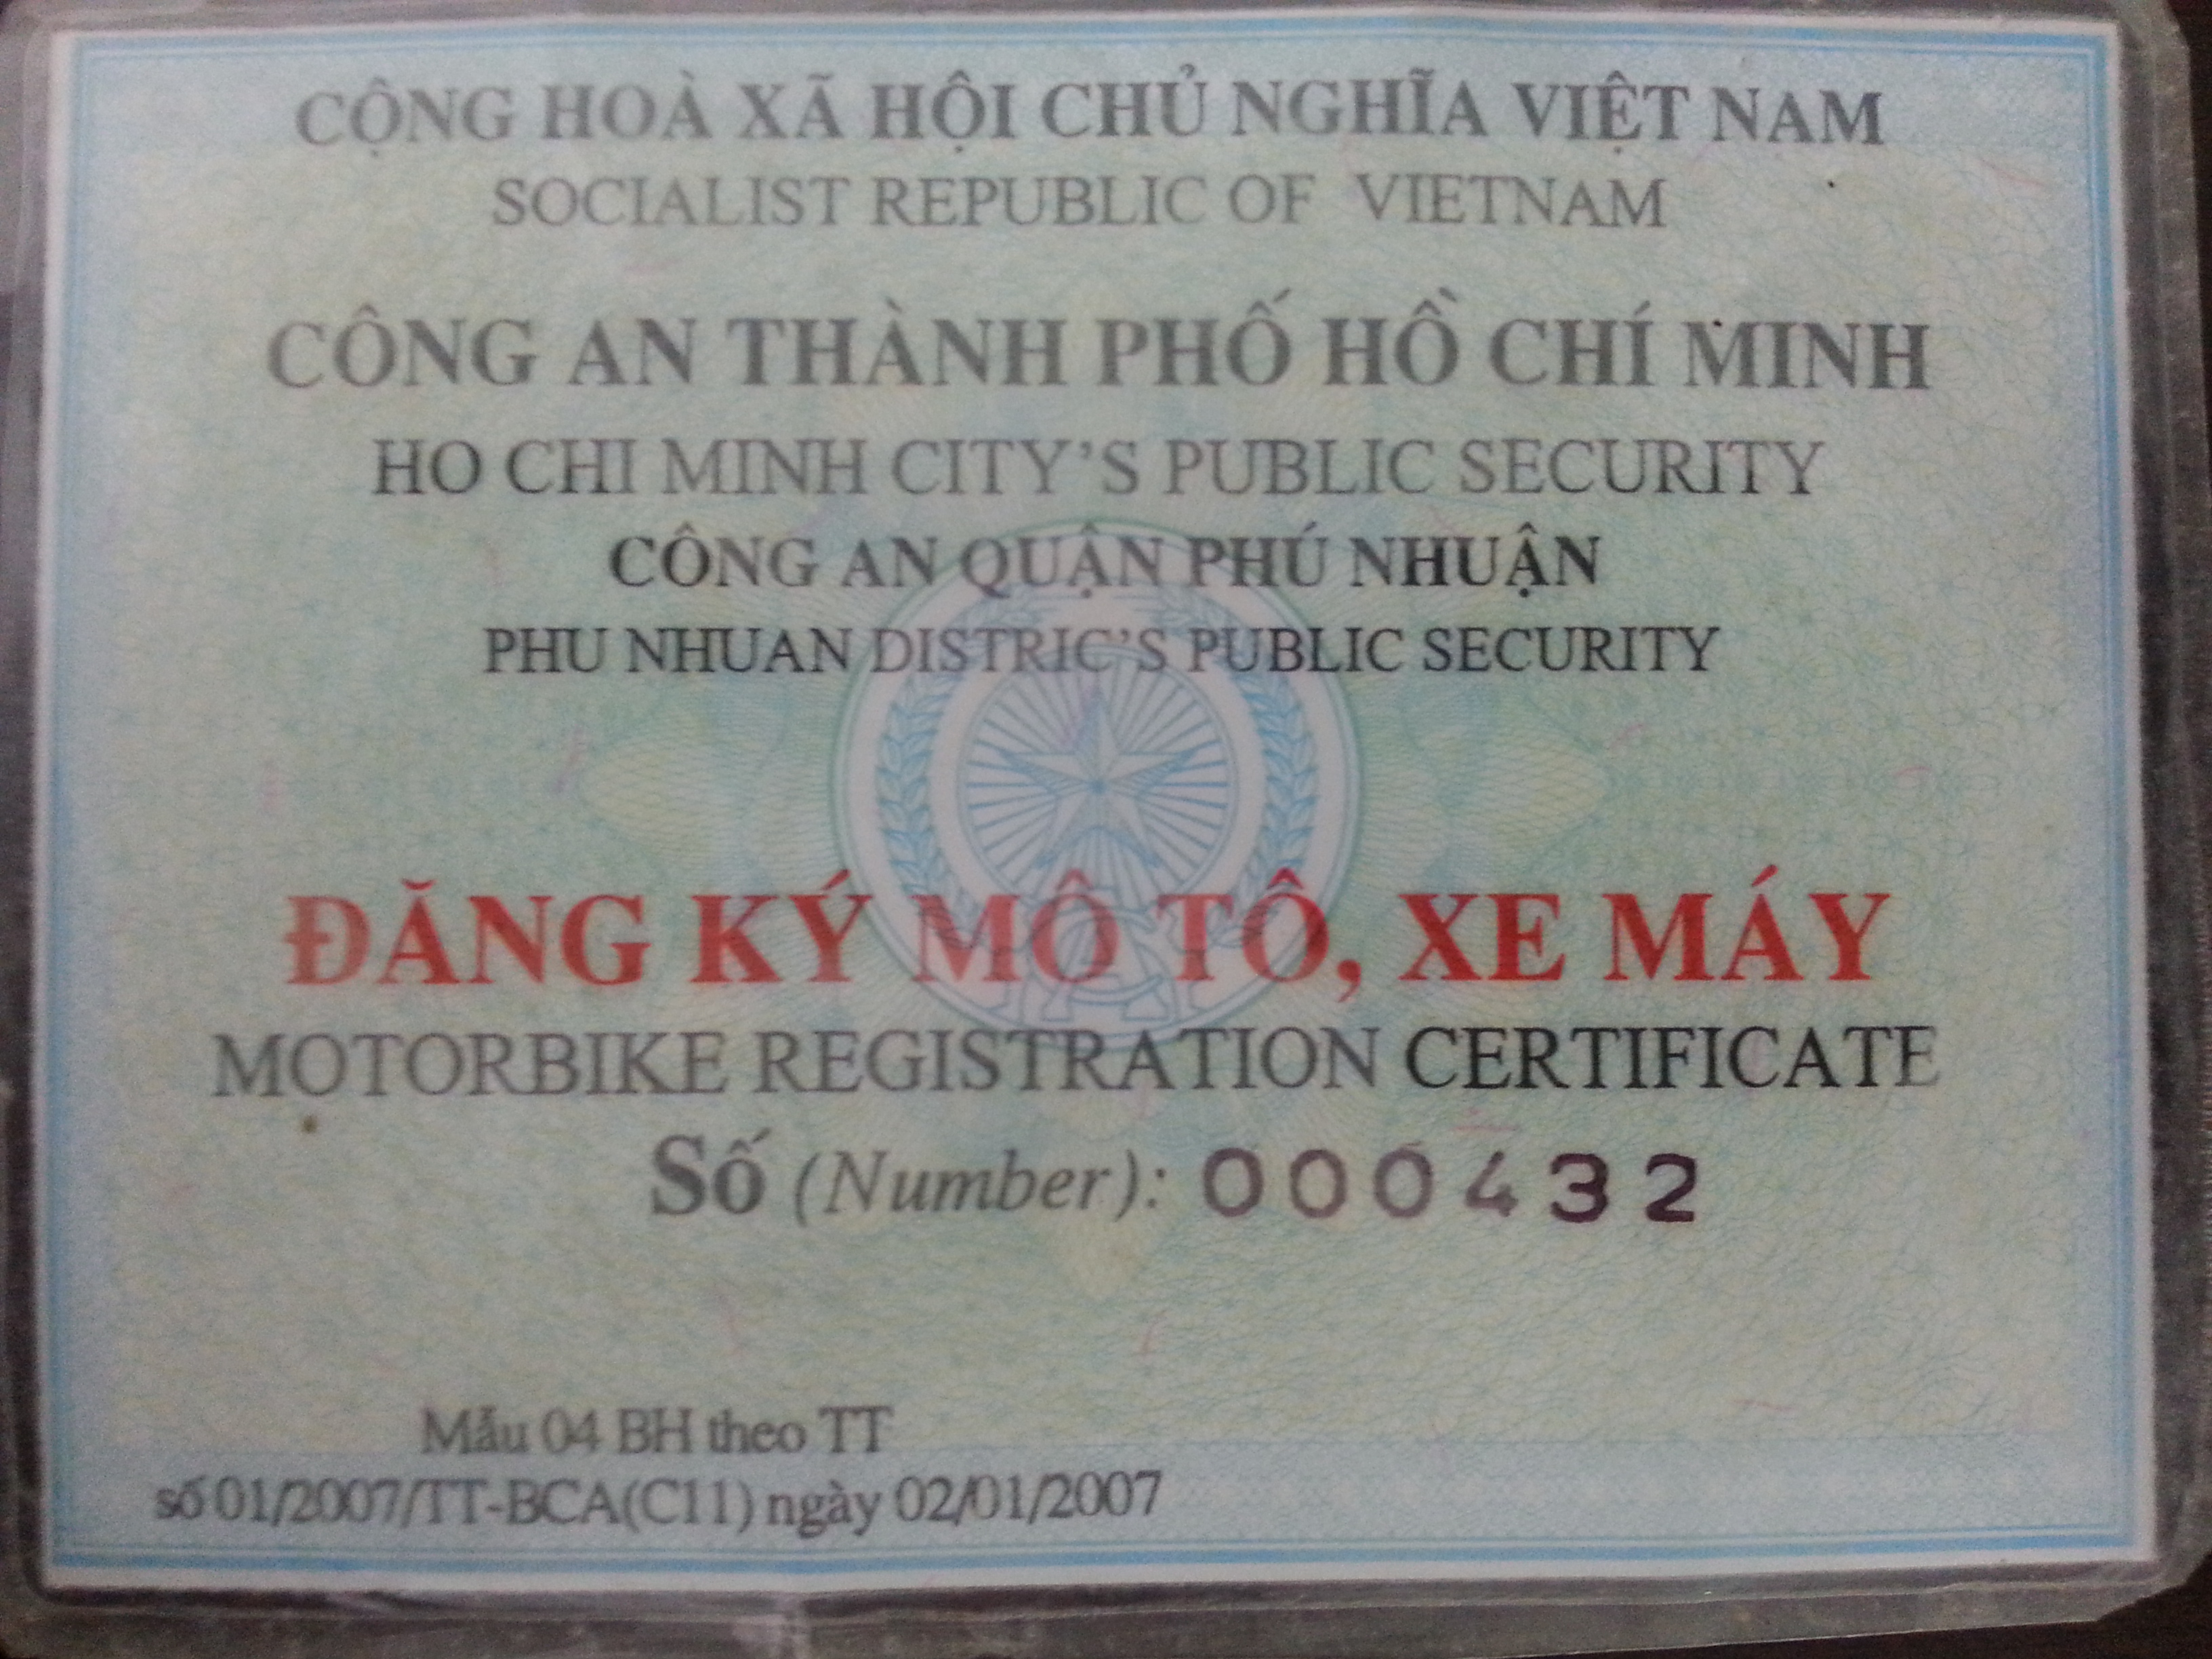 CỘNG HOÀ XÃ HỘI CHỦ NGHĨA VIỆT NAM
SOCIALIST REPUBLIC OF VIETNAM
CÔNG AN THÀNH PHỐ HỒ CHÍ MINH
HO CHI MINH CITY'S PUBLIC SECURITY
CÔNG AN QUẬN PHÚ NHUẬN
PHU NHUAN DISTRIC'S PUBLIC SECURITY
ĐĂNG KÝ MÔ TÔ, XE MÁY
MOTORBIKE REGISTRATION CERTIFICATE
Số (Number): 000432
Mẫu 04 BH theo TT
số 01/2007/TT-BCA(C11) ngày 02/01/2007